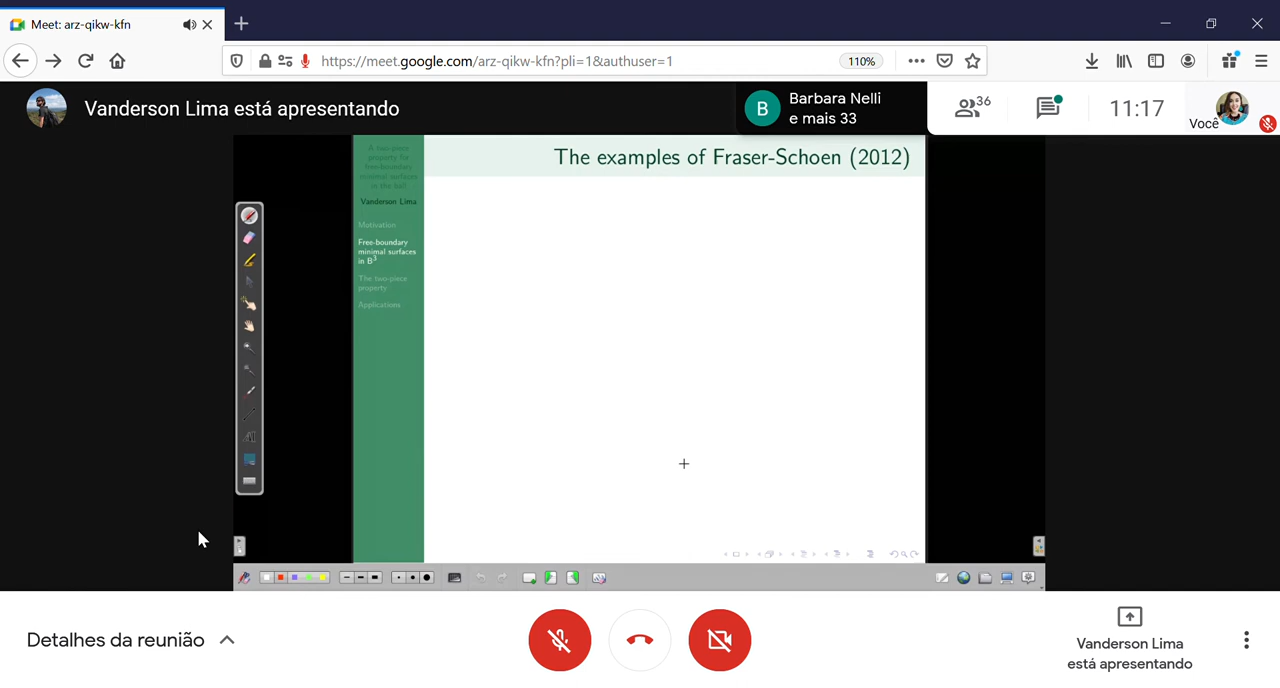 Meet: arz-qikw-kfn
https://meet.google.com/arz-qikw-kfn?pli=1&authuser=1
110%
Vanderson Lima está apresentando
B
Barbara Nelli
e mais 33
36
11:17
Você
A two-piece
property for
free-boundary
minimal surfaces
in the ball
Vanderson Lima
Motivation
Free-boundary
minimal surfaces
in B³
The two-piece
property
Applications
The examples of Fraser-Schoen (2012)
Detalhes da reunião
Vanderson Lima
está apresentando